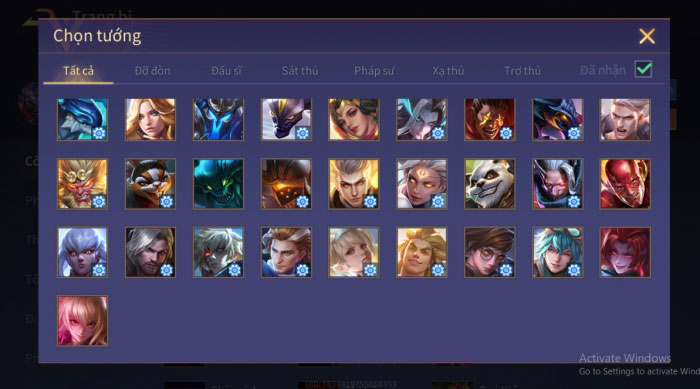 Trang bị
Chọn tướng
Tất cả
Đỡ đòn
Đấu sĩ
Sát thủ
Pháp sư
Xạ thủ
Trợ thủ
Đã nhận
Activate Windows
Go to Settings to activate Wind